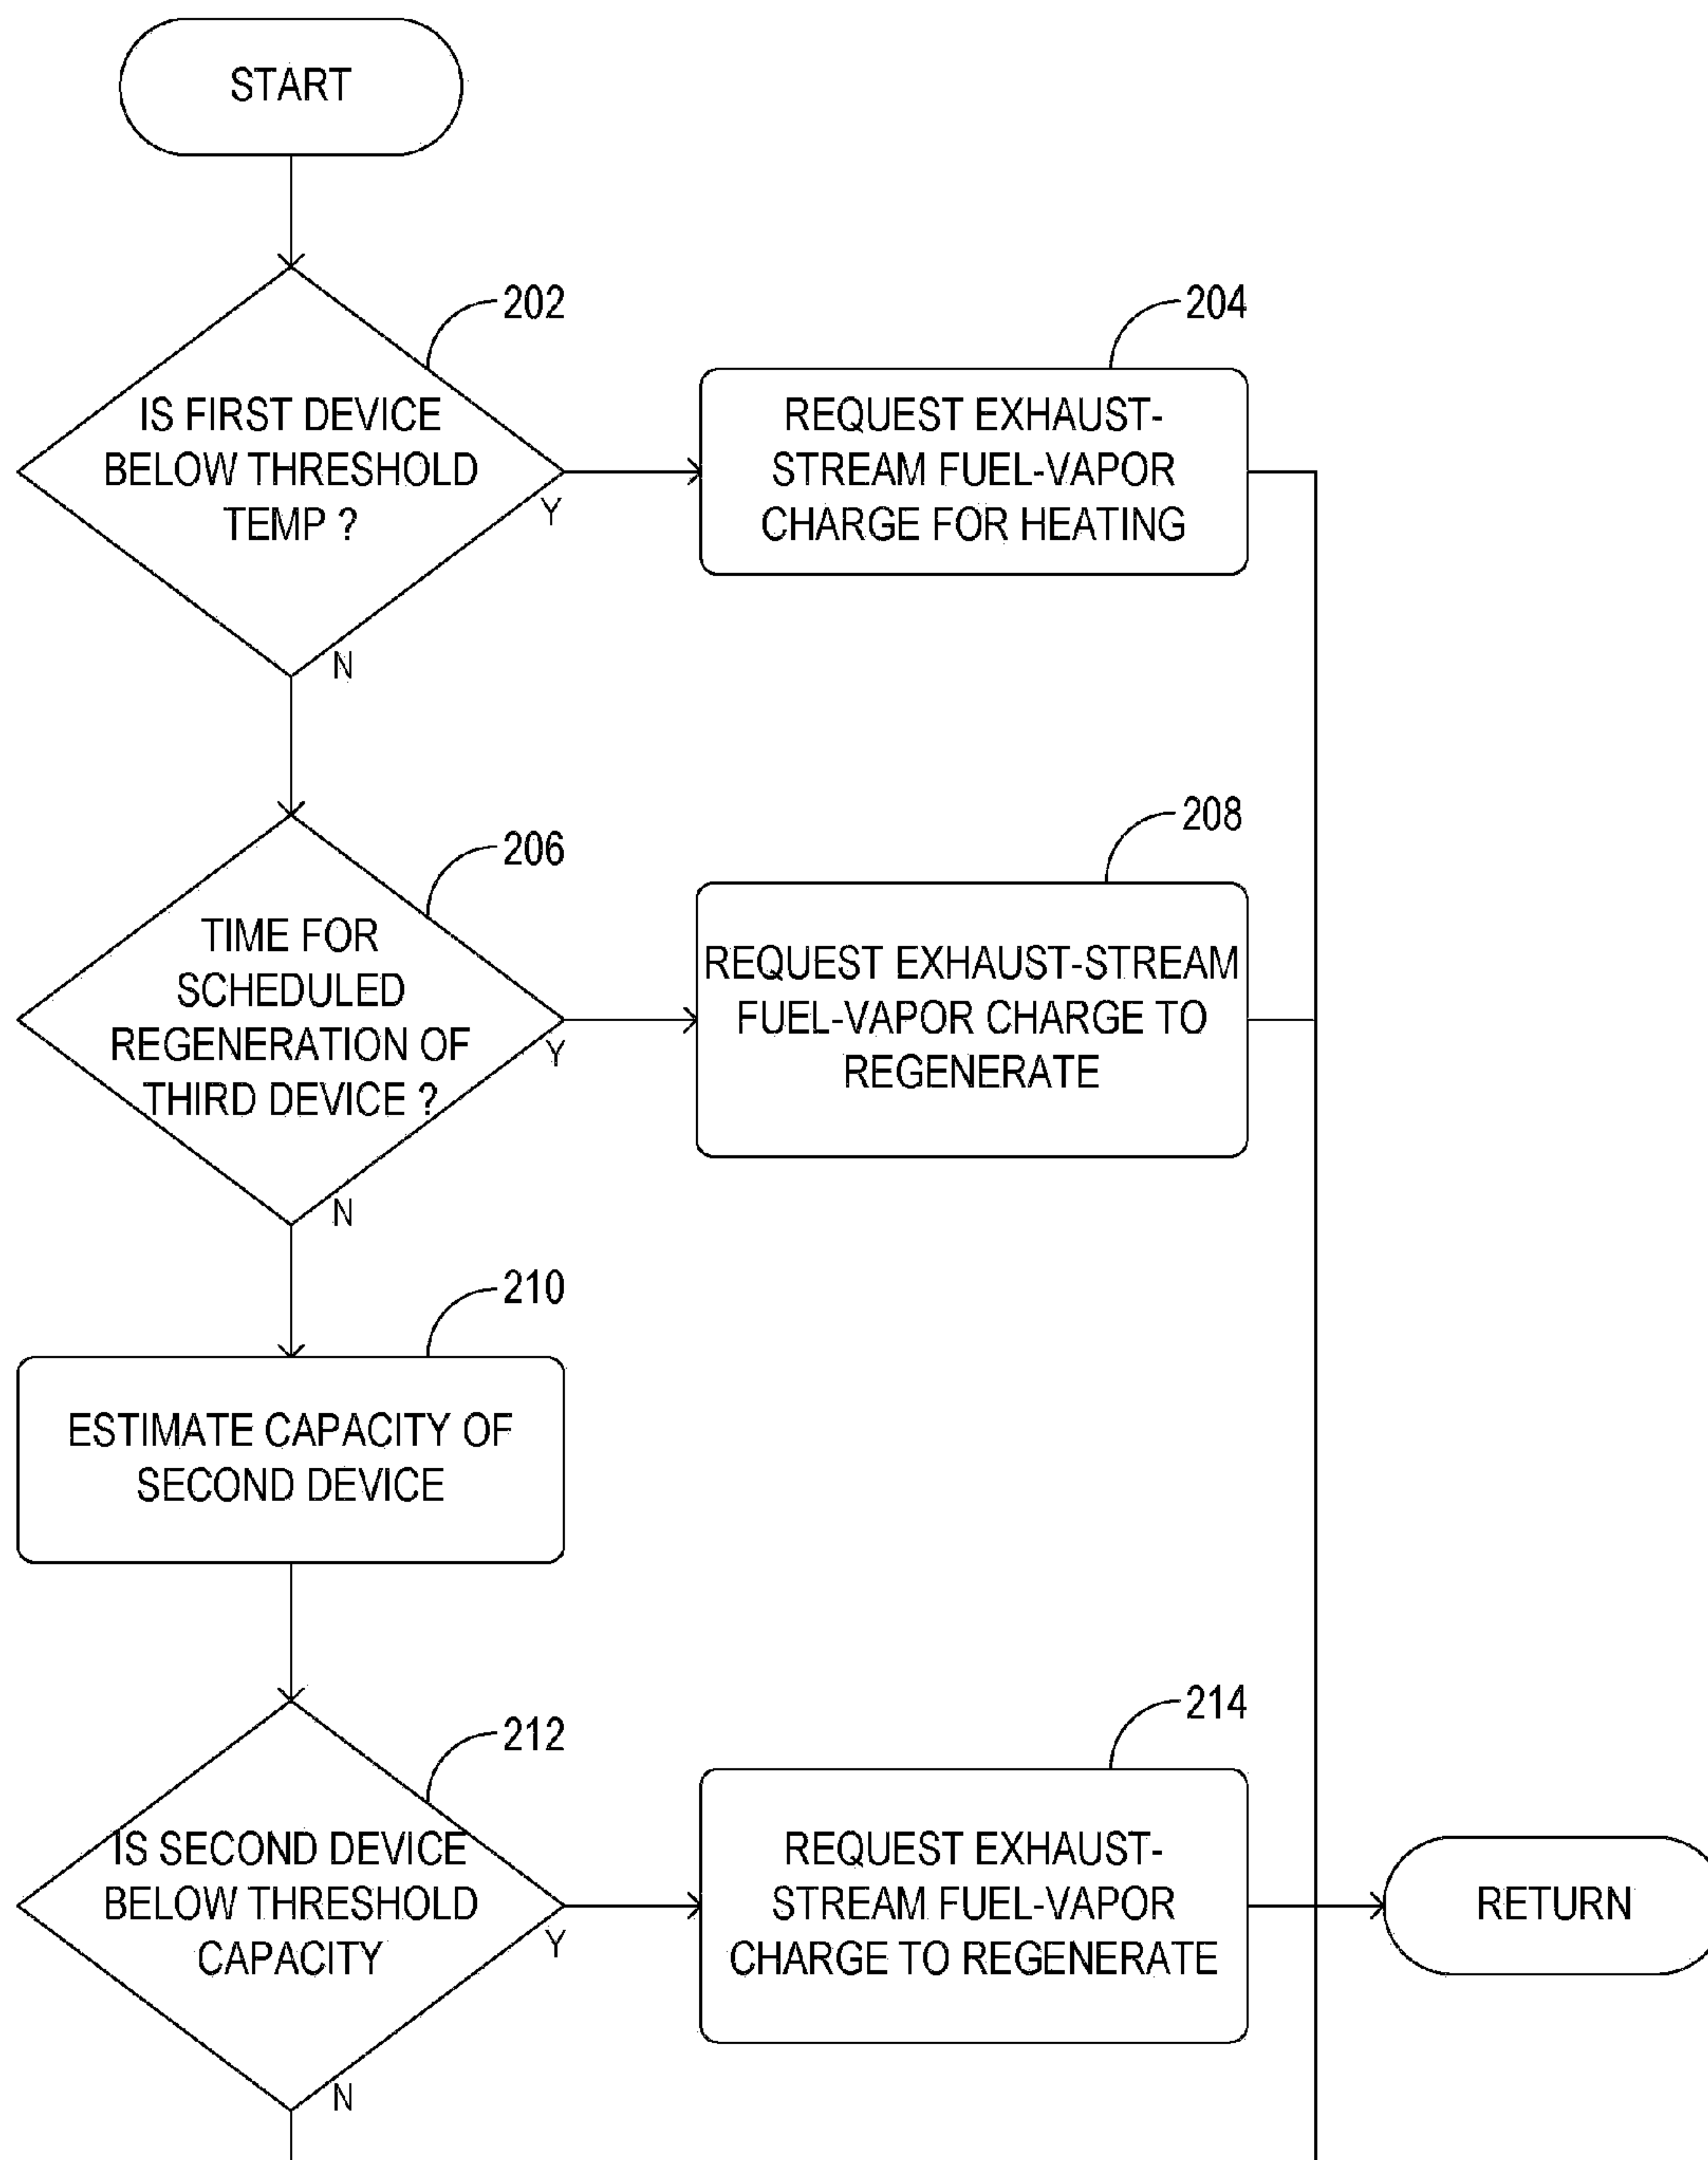 START
202
IS FIRST DEVICE
BELOW THRESHOLD
TEMP ?
Y
N
204
REQUEST EXHAUST-
STREAM FUEL-VAPOR
CHARGE FOR HEATING
206
TIME FOR
SCHEDULED
REGENERATION OF
THIRD DEVICE ?
Y
N
208
REQUEST EXHAUST-STREAM
FUEL-VAPOR CHARGE TO
REGENERATE
210
ESTIMATE CAPACITY OF
SECOND DEVICE
212
IS SECOND DEVICE
BELOW THRESHOLD
CAPACITY
Y
N
214
REQUEST EXHAUST-
STREAM FUEL-VAPOR
CHARGE TO REGENERATE
RETURN